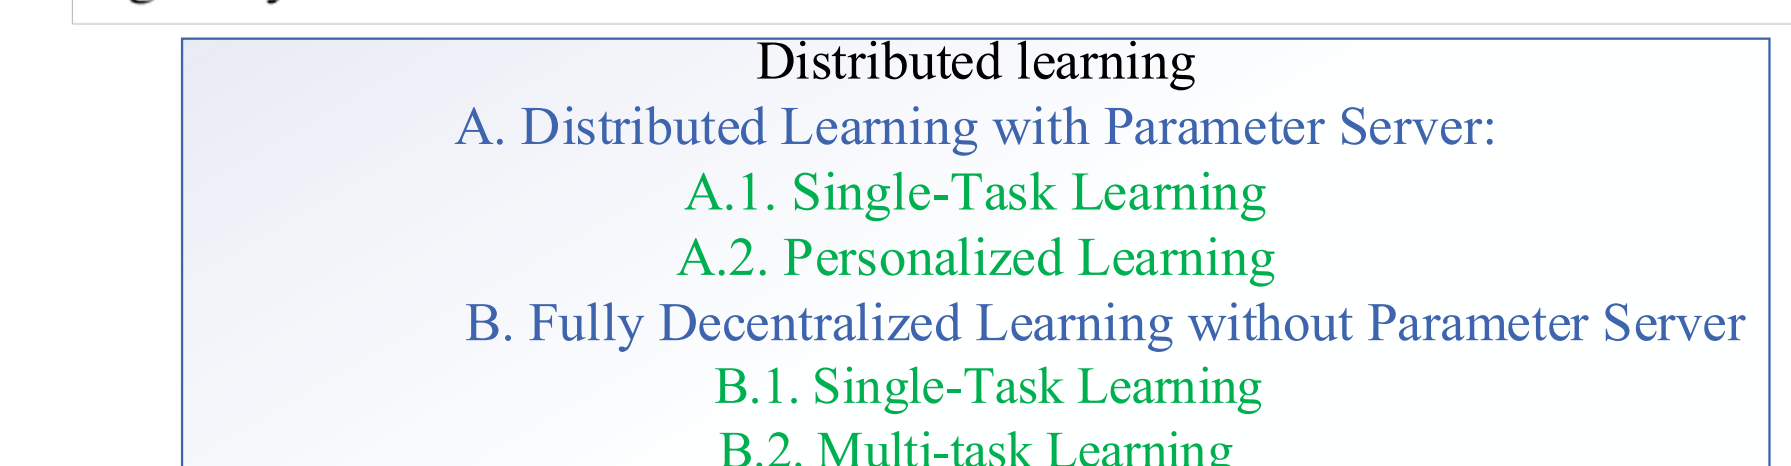 Distributed learning
A. Distributed Learning with Parameter Server:
A.1. Single-Task Learning
A.2. Personalized Learning
B. Fully Decentralized Learning without Parameter Server
B.1. Single-Task Learning
B.2. Multi-task Learning